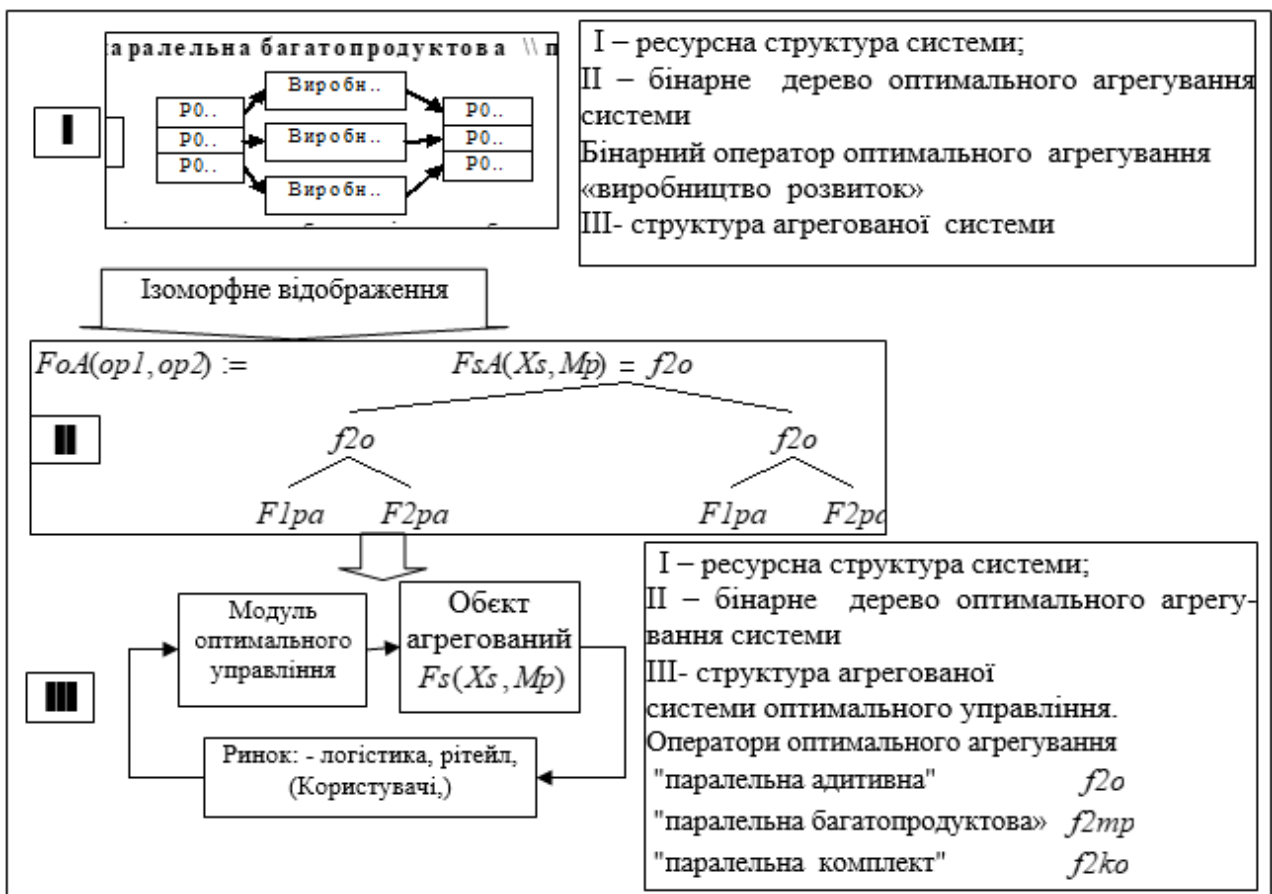 аралельна багатопродуктова \\ п
Виробн..
Р0..
Р0..
Р0..
Виробн..
Р0..
Р0..
Р0..
Виробн..
I
I – ресурсна структура системи;
II – бінарне дерево оптимального агрегування
системи
Бінарний оператор оптимального агрегування
«виробництво розвиток»
III- структура агрегованої системи
Ізоморфне відображення
FoA(op1,op2) :=
FsA(Xs,Mp) = f2o
II
f2o
f2o
F1pa
F2pa
F1pa
F2pa
III
Модуль
оптимального
управління
Обєкт
агрегований
Fs(Xs,Mp)
Ринок: - логістика, рітейл,
(Користувачі,)
I – ресурсна структура системи;
II – бінарне дерево оптимального агрегу-
вання системи
III- структура агрегованої
системи оптимального управління.
Оператори оптимального агрегування
"паралельна адитивна" f2o
"паралельна багатопродуктова» f2mp
"паралельна комплект" f2ko